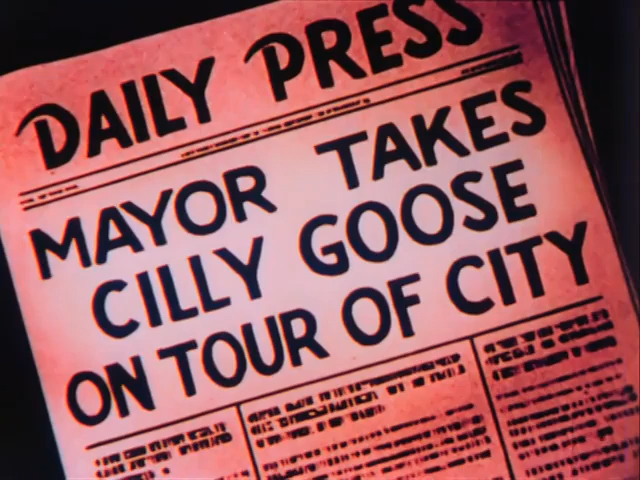 DAILY PRESS
MAYOR TAKES
CILLY GOOSE
ON TOUR OF CITY